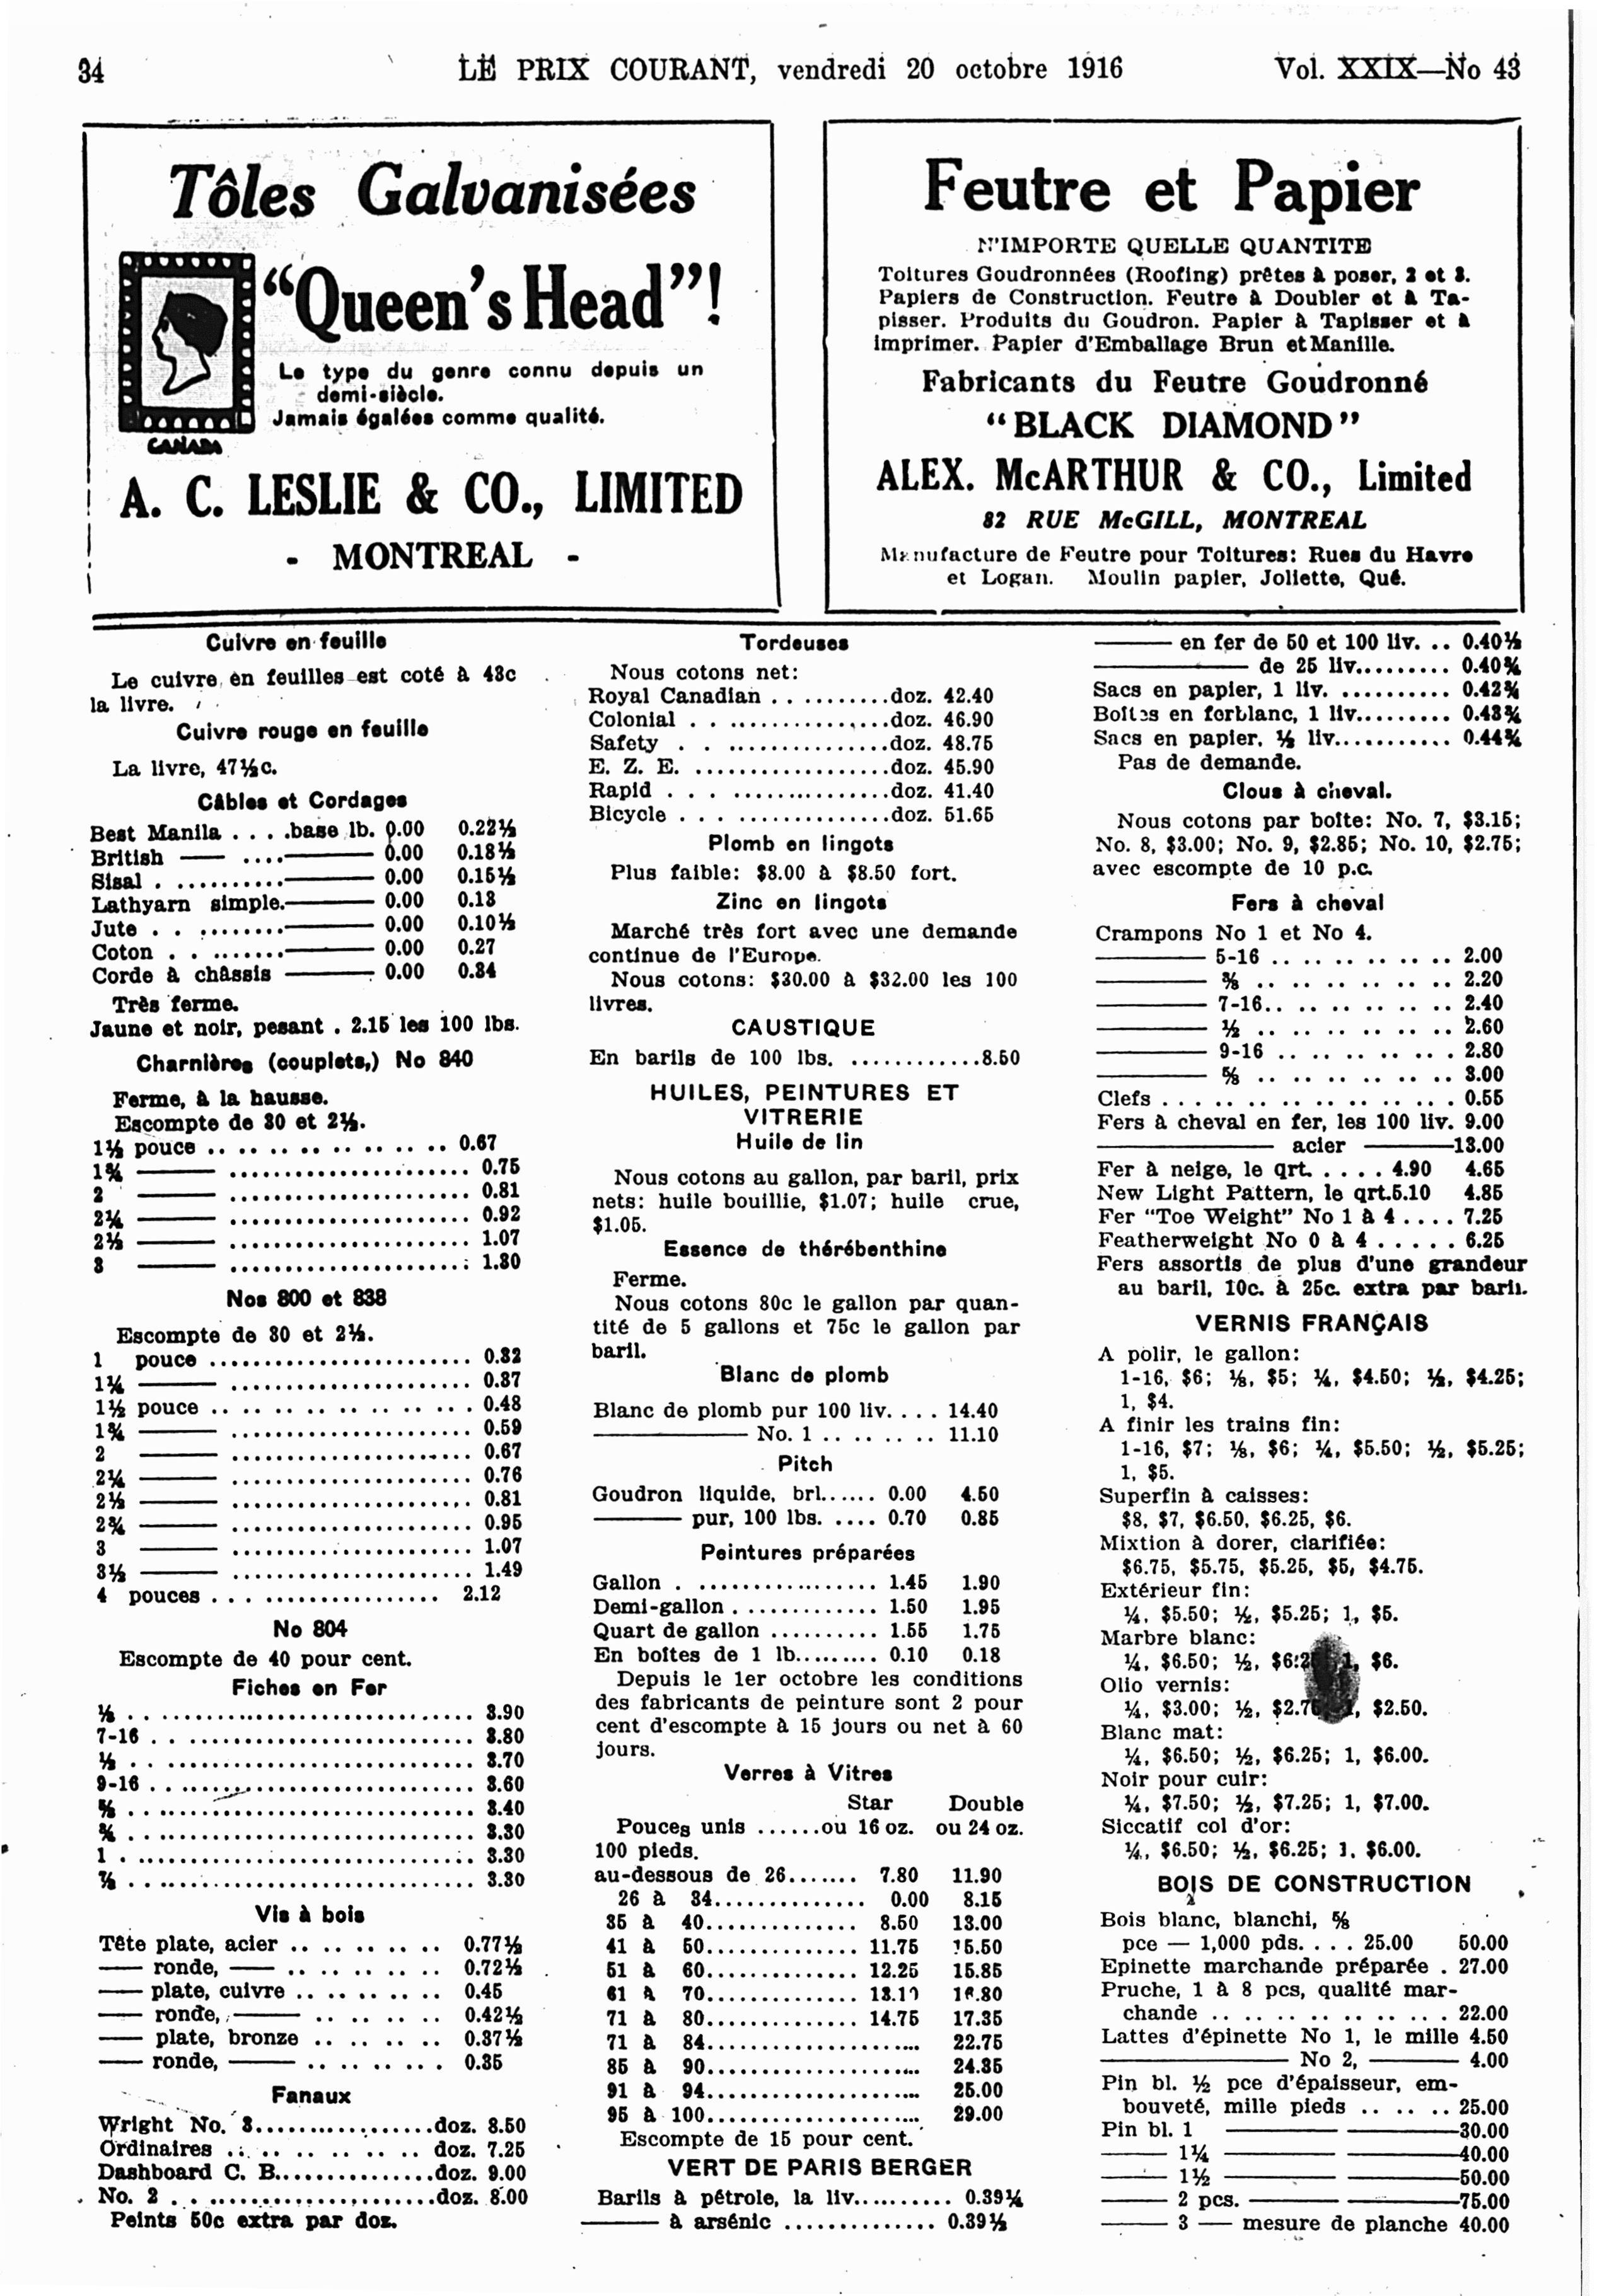 34
LE PRIX COURANT, vendredi 20 octobre 1916
Vol. XXIX—No 43
Tôles Galvanisées
"Queen's Head"!
Le type du genre connu depuis un
demi-siècle.
Jamais égalées comme qualité.
CANADA
A. C. LESLIE & CO., LIMITED
- MONTREAL -
Feutre et Papier
N'IMPORTE QUELLE QUANTITE
Toitures Goudronnées (Roofing) prêtes à poser, 2 et 3.
Papiers de Construction. Feutre à Doubler et à Ta-
pisser. Produits du Goudron. Papier à Tapisser et à
imprimer. Papier d'Emballage Brun et Manille.
Fabricants du Feutre Goudronné
"BLACK DIAMOND"
ALEX. McARTHUR & CO., Limited
82 RUE McGILL, MONTREAL
Manufacture de Feutre pour Toitures: Rues du Havre
et Logan. Moulin papier, Joliette, Qué.
Cuivre en feuille
Le cuivre en feuilles est coté à 43c
la livre.
Cuivre rouge en feuille
La livre, 47½c.
Câbles et Cordages
Best Manila . . . .base lb. 0.00 0.22½
British —— ....—— 0.00 0.18½
Sisal . ..........—— 0.00 0.15½
Lathyarn simple.—— 0.00 0.13
Jute . . ........—— 0.00 0.10½
Coton . . .......—— 0.00 0.27
Corde à châssis —— 0.00 0.34
Très ferme.
Jaune et noir, pesant . 2.15 les 100 lbs.
Charnières (couplets,) No 840
Ferme, à la hausse.
Escompte de 30 et 2½.
1½ pouce .. .. .. .. .. .. .. .. 0.67
1¾ —— ........................ 0.75
2 —— ........................ 0.81
2¼ —— ........................ 0.92
2½ —— ........................ 1.07
3 —— ........................ 1.30
Nos 800 et 838
Escompte de 30 et 2½.
1 pouce .......................... 0.32
1¼ —— ........................ 0.37
1½ pouce .. .. .. .. .. .. .. .. 0.48
1¾ —— ........................ 0.59
2 —— ........................ 0.67
2¼ —— ........................ 0.76
2½ —— ........................ 0.81
2¾ —— ........................ 0.95
3 —— ........................ 1.07
3½ —— ........................ 1.49
4 pouces . . . ................. 2.12
No 804
Escompte de 40 pour cent.
Fiches en Fer
. . ............................... 3.90
7-16 . . ............................ 3.80
½ . . ............................... 3.70
9-16 . . ............................ 3.60
⅝ . . ............................... 3.40
¾ . . ............................... 3.30
1 . ................................. 3.30
⅞ . . ............................... 3.30
Vis à bois
Tête plate, acier .. .. .. .. .. 0.77½
—— ronde, —— .. .. .. .. .. 0.72½
—— plate, cuivre .. .. .. .. .. 0.45
—— ronde, —— .. .. .. .. .. 0.42½
—— plate, bronze .. .. .. .. 0.37½
—— ronde, —— .. .. .. .. .. 0.35
Fanaux
Wright No. 3...................doz. 8.50
Ordinaires .. .. .. .. .. .. .. doz. 7.25
Dashboard C. B................doz. 9.00
No. 2 . . ......................doz. 8.00
Peints 50c extra par doz.
Tordeuses
Nous cotons net:
Royal Canadian . . .........doz. 42.40
Colonial . . ................doz. 46.90
Safety . . ................doz. 48.75
E. Z. E. ...................doz. 45.90
Rapid . . . ...............doz. 41.40
Bicycle . . . ..............doz. 51.65
Plomb en lingots
Plus faible: $8.00 à $8.50 fort.
Zinc en lingots
Marché très fort avec une demande
continue de l'Europe.
Nous cotons: $30.00 à $32.00 les 100
livres.
CAUSTIQUE
En barils de 100 lbs. ............8.50
HUILES, PEINTURES ET
VITRERIE
Huile de lin
Nous cotons au gallon, par baril, prix
nets: huile bouillie, $1.07; huile crue,
$1.05.
Essence de thérébenthine
Ferme.
Nous cotons 80c le gallon par quan-
tité de 5 gallons et 75c le gallon par
baril.
Blanc de plomb
Blanc de plomb pur 100 liv. . . . 14.40
—— No. 1 .. .. .. .. 11.10
Pitch
Goudron liquide, brl...... 0.00 4.50
—— pur, 100 lbs. .... 0.70 0.85
Peintures préparées
Gallon . .................. 1.45 1.90
Demi-gallon . ............. 1.50 1.95
Quart de gallon .......... 1.55 1.75
En boîtes de 1 lb......... 0.10 0.18
Depuis le 1er octobre les conditions
des fabricants de peinture sont 2 pour
cent d'escompte à 15 jours ou net à 60
jours.
Verres à Vitres
Star Double
Pouces unis ......ou 16 oz. ou 24 oz.
100 pieds.
au-dessous de 26....... 7.80 11.90
26 à 34............... 0.00 8.15
35 à 40............... 8.50 13.00
41 à 50............... 11.75 15.50
51 à 60............... 12.25 15.85
61 à 70...............
71 à 80............... 14.75 17.35
71 à 84..................... 22.75
85 à 90..................... 24.35
91 à 94..................... 25.00
95 à 100.................... 29.00
Escompte de 15 pour cent.
VERT DE PARIS BERGER
Barils à pétrole, la liv.......... 0.39¼
—— à arsénic .............. 0.39½
—— en fer de 50 et 100 liv. .. 0.40½
—— de 25 liv......... 0.40¾
Sacs en papier, 1 liv. .......... 0.42¾
Boîtes en forblanc, 1 liv......... 0.43¾
Sacs en papier, ½ liv........... 0.44¾
Pas de demande.
Clous à cheval.
Nous cotons par boîte: No. 7, $3.15;
No. 8, $3.00; No. 9, $2.85; No. 10, $2.75;
avec escompte de 10 p.c.
Fers à cheval
Crampons No 1 et No 4.
—— 5-16 .. .. .. .. .. .. 2.00
—— ⅜ .. .. .. .. .. .. .. 2.20
—— 7-16.. .. .. .. .. .. .. 2.40
—— ½ .. .. .. .. .. .. .. 2.60
—— 9-16 .. .. .. .. .. .. 2.80
—— ⅝ .. .. .. .. .. .. .. 3.00
Clefs . . .. .. .. .. .. .. .. .. 0.55
Fers à cheval en fer, les 100 liv. 9.00
—— acier ——13.00
Fer à neige, le qrt. . . . . 4.90 4.65
New Light Pattern, le qrt.5.10 4.85
Fer "Toe Weight" No 1 à 4 . . . . 7.25
Featherweight No 0 à 4 . . . . . 6.25
Fers assortis de plus d'une grandeur
au baril, 10c. à 25c. extra par baril.
VERNIS FRANÇAIS
A polir, le gallon:
1-16, $6; ⅛, $5; ¼, $4.50; ½, $4.25;
1, $4.
A finir les trains fin:
1-16, $7; ⅛, $6; ¼, $5.50; ½, $5.25;
1, $5.
Superfin à caisses:
$8, $7, $6.50, $6.25, $6.
Mixtion à dorer, clarifiée:
$6.75, $5.75, $5.25, $5, $4.75.
Extérieur fin:
¼, $5.50; ½, $5.25; 1, $5.
Marbre blanc:
¼, $6.50; ½, 1, $6.
Olio vernis:
¼, $3.00; ½, $2.50.
Blanc mat:
¼, $6.50; ½, $6.25; 1, $6.00.
Noir pour cuir:
¼, $7.50; ½, $7.25; 1, $7.00.
Siccatif col d'or:
¼, $6.50; ½, $6.25; 1, $6.00.
BOIS DE CONSTRUCTION
Bois blanc, blanchi, ⅝
pce — 1,000 pds. . . . 25.00 50.00
Epinette marchande préparée . 27.00
Pruche, 1 à 8 pcs, qualité mar-
chande .. .. .. .. .. .. .. .. 22.00
Lattes d'épinette No 1, le mille 4.50
—— No 2, —— 4.00
Pin bl. ½ pce d'épaisseur, em-
bouveté, mille pieds .. .. .. 25.00
Pin bl. 1 —— ——30.00
—— 1¼ —— ——40.00
—— 1½ —— ——50.00
—— 2 pcs. —— ——75.00
—— 3 — mesure de planche 40.00